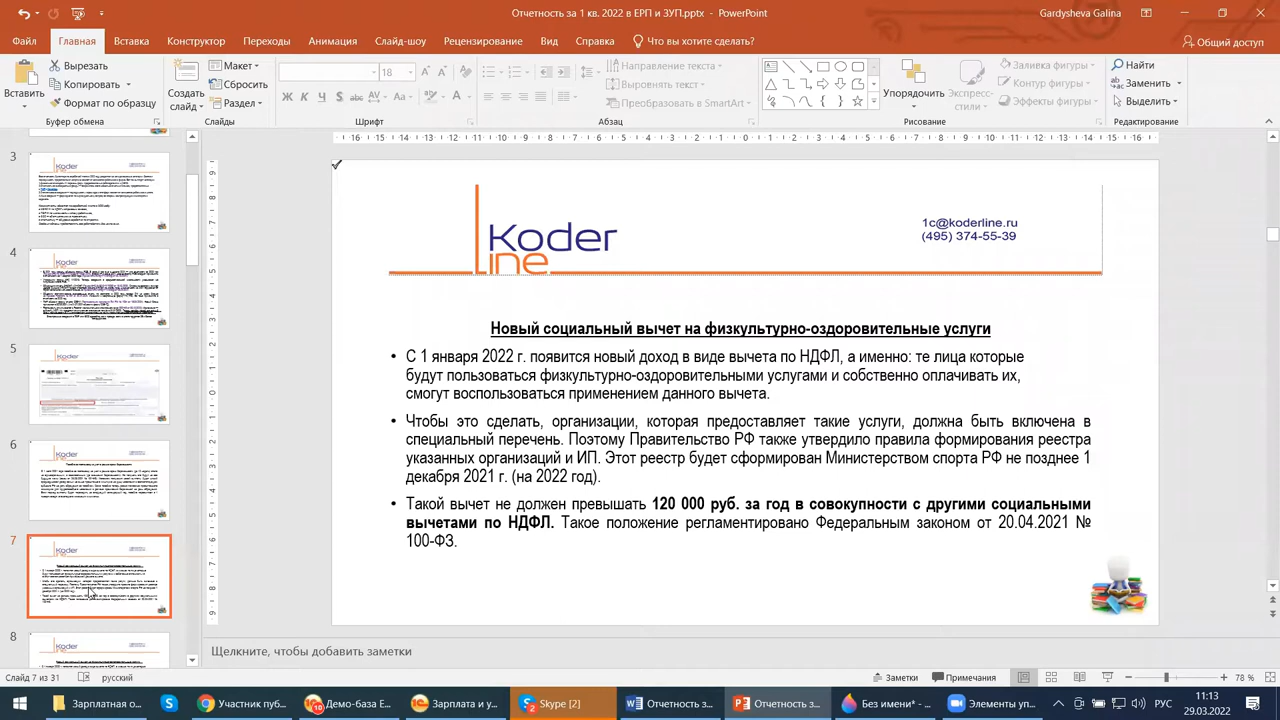 Отчетность за 1 кв. 2022 в ЕРП и ЗУП.pptx - PowerPoint
Gardysheva Galina
Файл Главная Вставка Конструктор Переходы Анимация Слайд-шоу Рецензирование Вид Справка Что вы хотите сделать? Общий доступ
Вставить
Вырезать
Копировать
Формат по образцу
Буфер обмена
Создать слайд
Макет
Сбросить
Раздел
Слайды
18
Ж К Ч S abc AV Aa A
Шрифт
Направление текста
Выровнять текст
Преобразовать в SmartArt
Абзац
Упорядочить
Экспресс-стили
Заливка фигуры
Контур фигуры
Эффекты фигуры
Рисование
Найти
Заменить
Выделить
Редактирование
3
4
6
7
8
Koder
line
1c@koderline.ru
(495) 374-55-39
Новый социальный вычет на физкультурно-оздоровительные услуги
• С 1 января 2022 г. появится новый доход в виде вычета по НДФЛ, а именно: те лица которые
будут пользоваться физкультурно-оздоровительными услугами и собственно оплачивать их,
смогут воспользоваться применением данного вычета.
• Чтобы это сделать, организации, которая предоставляет такие услуги, должна быть включена в
специальный перечень. Поэтому Правительство РФ также утвердило правила формирования реестра
указанных организаций и ИП. Этот реестр будет сформирован Министерством спорта РФ не позднее 1
декабря 2021 г. (на 2022 год).
• Такой вычет не должен превышать 120 000 руб. за год в совокупности с другими социальными
вычетами по НДФЛ. Такое положение регламентировано Федеральным законом от 20.04.2021 №
100-ФЗ.
Щелкните, чтобы добавить заметки
Слайд 7 из 31 русский Заметки Примечания 78 %
Зарплатная о... Участник пуб... Демо-база Е... Зарплата и у... Skype [2] Отчетность з... Отчетность з... Без имени* -... Элементы уп... РУС
11:13
29.03.2022